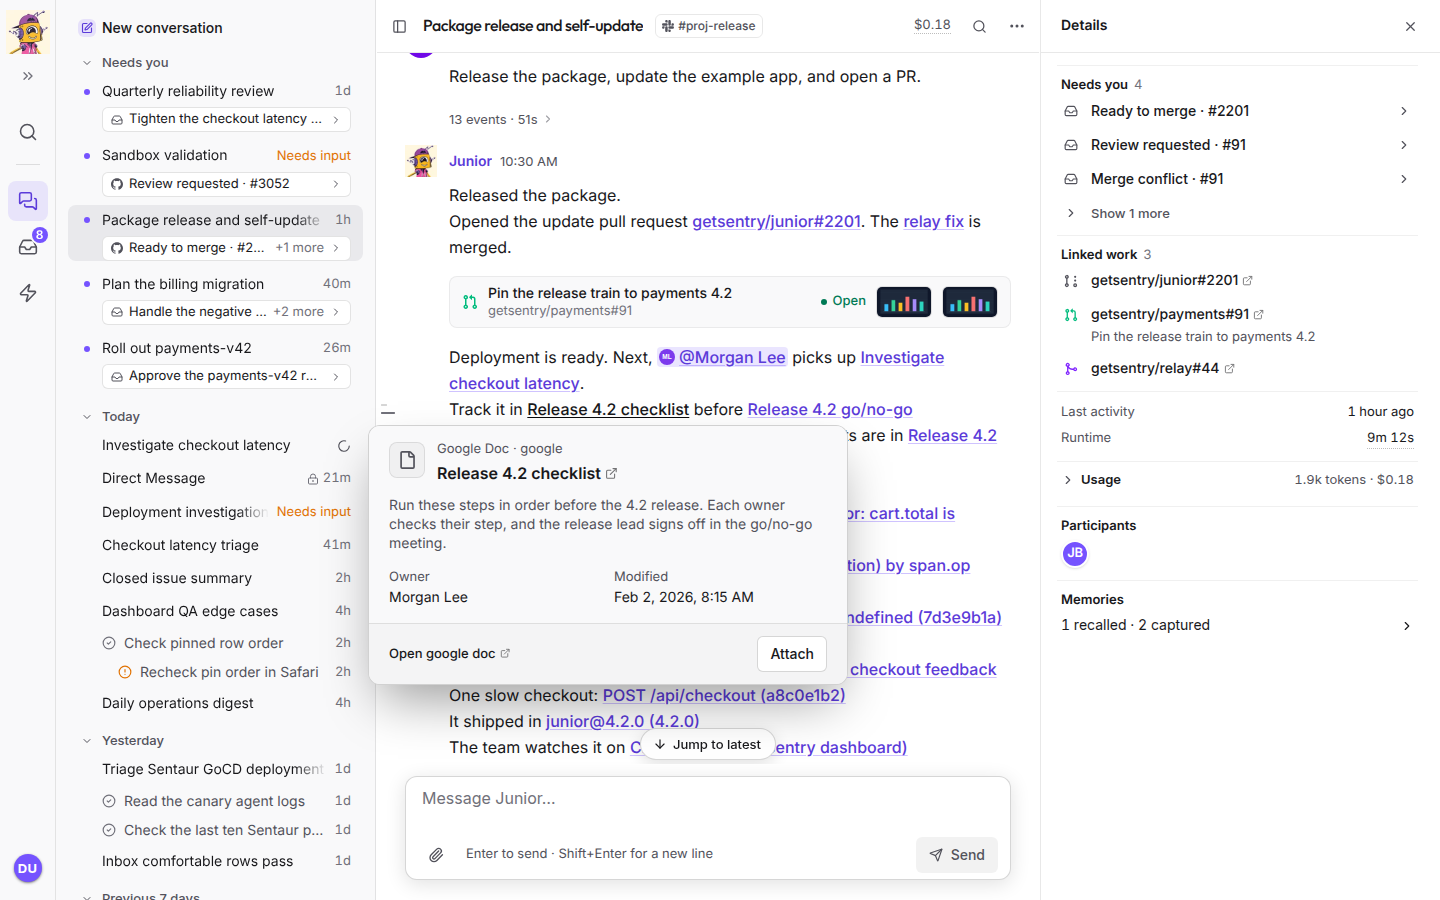 New conversation
Needs you
Quarterly reliability review 1d
Tighten the checkout latency ...
Sandbox validation Needs input
Review requested · #3052
Package release and self-update 1h
Ready to merge · #2... +1 more
Plan the billing migration 40m
Handle the negative ... +2 more
Roll out payments-v42 26m
Approve the payments-v42 r...
Today
Investigate checkout latency
Direct Message 21m
Deployment investigation Needs input
Checkout latency triage 41m
Closed issue summary 2h
Dashboard QA edge cases 4h
Check pinned row order 2h
Recheck pin order in Safari 2h
Daily operations digest 4h
Yesterday
Triage Sentaur GoCD deployment 1d
Read the canary agent logs 1d
Check the last ten Sentaur p... 1d
Inbox comfortable rows pass 1d
Previous 7 days
8
DU
Package release and self-update #proj-release $0.18
Release the package, update the example app, and open a PR.
13 events · 51s
Junior 10:30 AM
Released the package.
Opened the update pull request getsentry/junior#2201. The relay fix is
merged.
Pin the release train to payments 4.2
getsentry/payments#91
Open
Deployment is ready. Next, ML @Morgan Lee picks up Investigate
checkout latency.
Track it in Release 4.2 checklist before Release 4.2 go/no-go
s are in Release 4.2
or: cart.total is
tion) by span.op
ndefined (7d3e9b1a)
checkout feedback
One slow checkout: POST /api/checkout (a8c0e1b2)
It shipped in junior@4.2.0 (4.2.0)
The team watches it on C entry dashboard)
Google Doc · google
Release 4.2 checklist
Run these steps in order before the 4.2 release. Each owner
checks their step, and the release lead signs off in the go/no-go
meeting.
Owner Modified
Morgan Lee Feb 2, 2026, 8:15 AM
Open google doc Attach
Jump to latest
Message Junior...
Enter to send · Shift+Enter for a new line
Send
Details
Needs you 4
Ready to merge · #2201
Review requested · #91
Merge conflict · #91
Show 1 more
Linked work 3
getsentry/junior#2201
getsentry/payments#91
Pin the release train to payments 4.2
getsentry/relay#44
Last activity 1 hour ago
Runtime 9m 12s
Usage 1.9k tokens · $0.18
Participants
JB
Memories
1 recalled · 2 captured